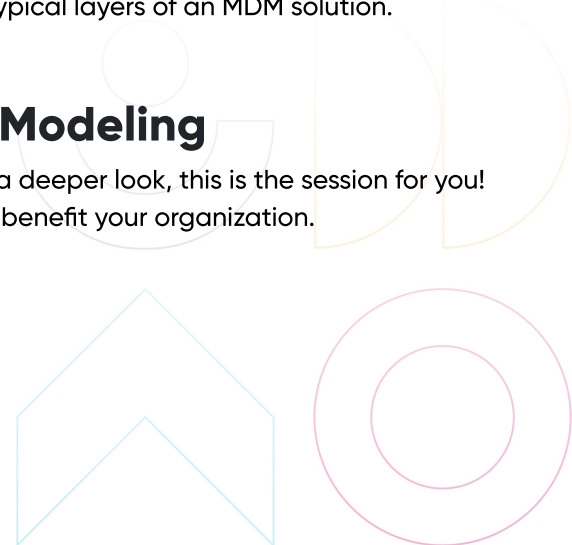 ypical layers of an MDM solution.
Modeling
a deeper look, this is the session for you!
benefit your organization.